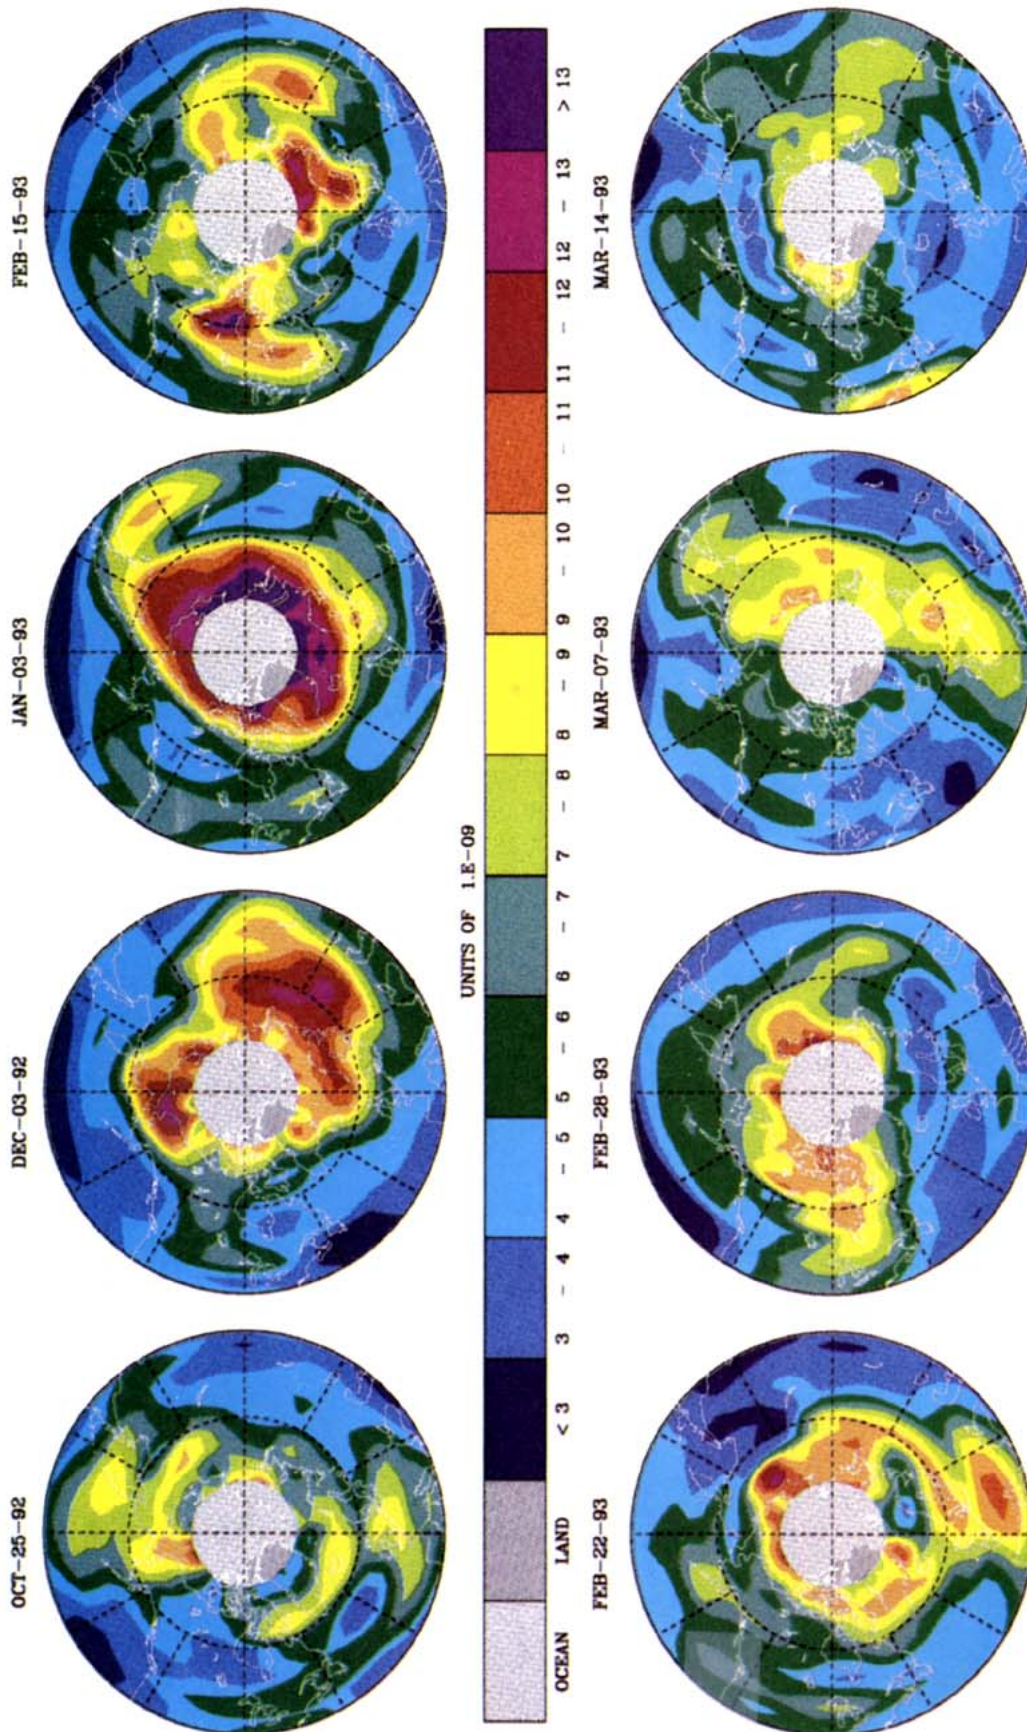 OCT-25-92
DEC-03-92
JAN-03-93
FEB-15-93
UNITS OF 1.E-09
OCEAN LAND < 3 3 - 4 4 - 5 5 - 6 6 - 7 7 - 8 8 - 9 9 - 10 10 - 11 11 - 12 12 - 13 > 13
FEB-22-93
FEB-28-93
MAR-07-93
MAR-14-93